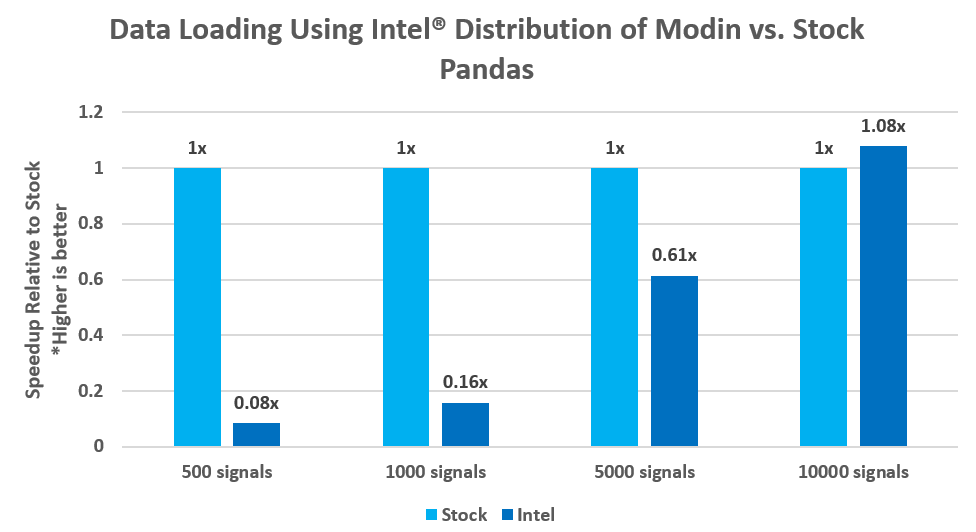 Data Loading Using Intel® Distribution of Modin vs. Stock
Pandas
Speedup Relative to Stock
*Higher is better
1.2
1
0.8
0.6
0.4
0.2
0
1x
0.08x
1x
0.16x
1x
0.61x
1x
1.08x
500 signals
1000 signals
5000 signals
10000 signals
Stock
Intel